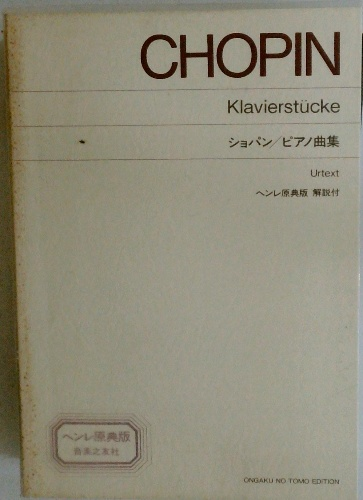 CHOPIN
Klavierstücke
ショパン/ピアノ曲集
Urtext
ヘンレ原典版 解説付
ヘンレ原典版
音楽之友社
ONGAKU NO TOMO EDITION